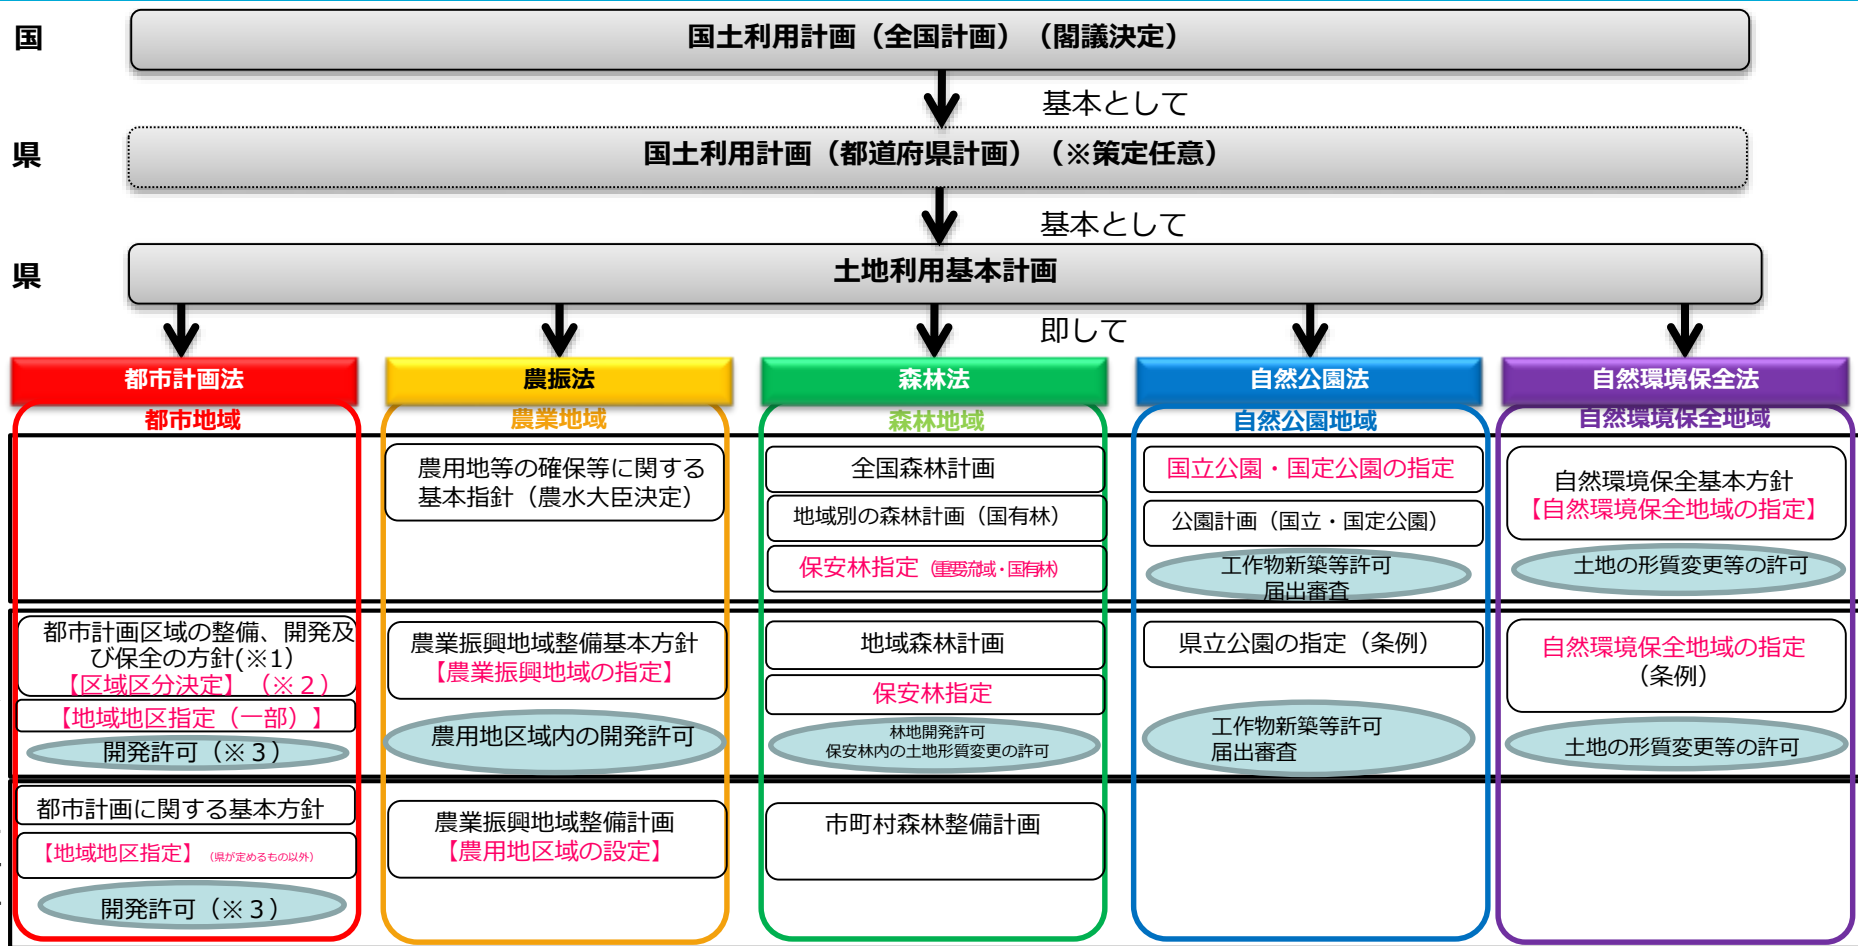 国
国土利用計画（全国計画）（閣議決定）
基本として
県
国土利用計画（都道府県計画）（※策定任意）
基本として
県
土地利用基本計画
即して
都市計画法
都市地域
農振法
農業地域
森林法
森林地域
自然公園法
自然公園地域
自然環境保全法
自然環境保全地域
農用地等の確保等に関する
基本指針（農水大臣決定）
全国森林計画
地域別の森林計画（国有林）
保安林指定（重要流域・国有林）
国立公園・国定公園の指定
公園計画（国立・国定公園）
工作物新築等許可
届出審査
自然環境保全基本方針
【自然環境保全地域の指定】
土地の形質変更等の許可
都市計画区域の整備、開発及
び保全の方針(※1)
【区域区分決定】（※２）
【地域地区指定（一部）】
開発許可（※３）
農業振興地域整備基本方針
【農業振興地域の指定】
農用地区域内の開発許可
地域森林計画
保安林指定
林地開発許可
保安林内の土地形質変更の許可
県立公園の指定（条例）
工作物新築等許可
届出審査
自然環境保全地域の指定
（条例）
土地の形質変更等の許可
都市計画に関する基本方針
【地域地区指定】（県が定めるもの以外）
開発許可（※３）
農業振興地域整備計画
【農用地区域の設定】
市町村森林整備計画